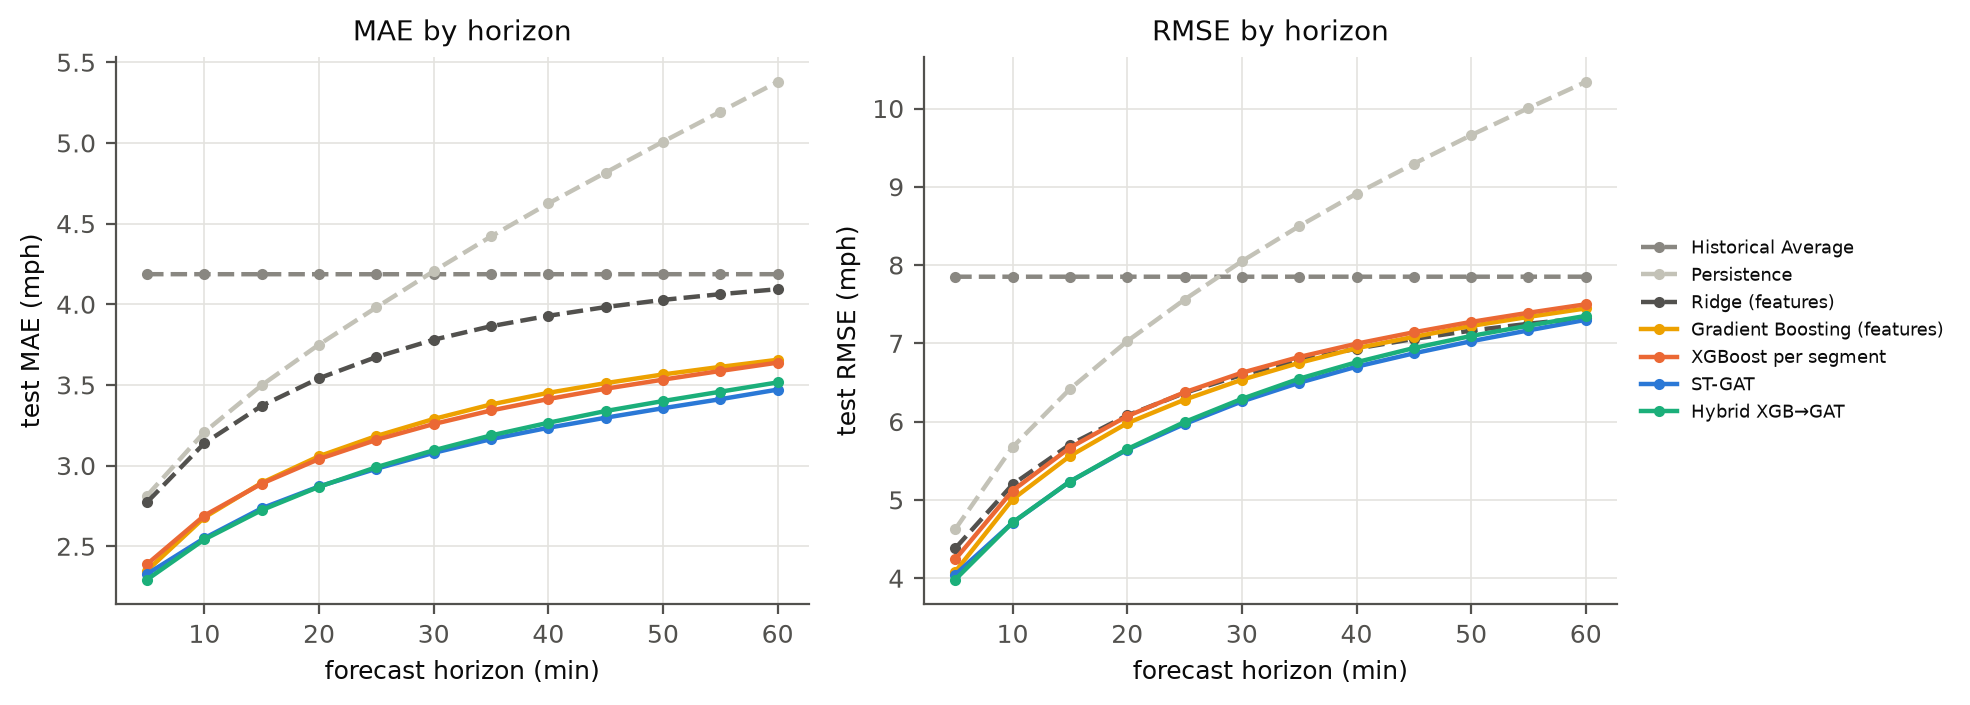 MAE by horizon
test MAE (mph)
5.5
5.0
4.5
4.0
3.5
3.0
2.5
10 20 30 40 50 60
forecast horizon (min)
RMSE by horizon
test RMSE (mph)
10
9
8
7
6
5
4
10 20 30 40 50 60
forecast horizon (min)
Historical Average
Persistence
Ridge (features)
Gradient Boosting (features)
XGBoost per segment
ST-GAT
Hybrid XGB→GAT